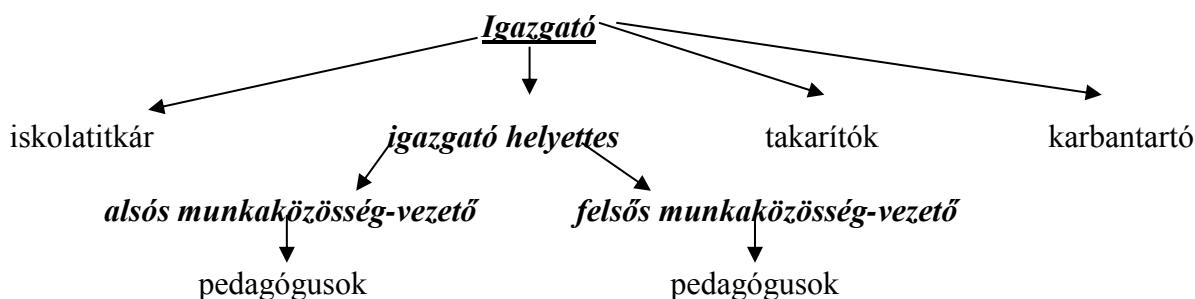 Igazgató
iskolatitkár igazgató helyettes takarítók karbantartó
alsós munkaközösség-vezető felsős munkaközösség-vezető
pedagógusok pedagógusok